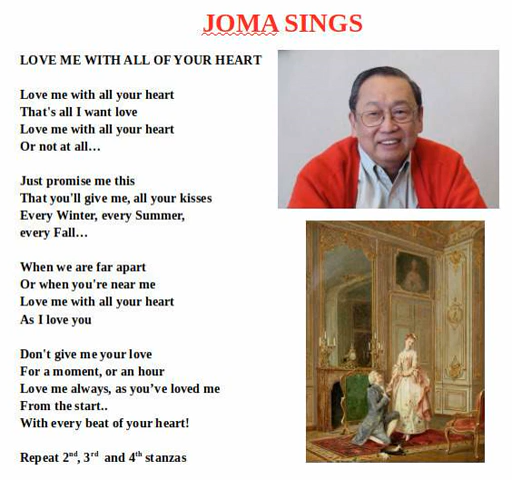 JOMA SINGS
LOVE ME WITH ALL OF YOUR HEART
Love me with all your heart
That's all I want love
Love me with all your heart
Or not at all…
Just promise me this
That you'll give me, all your kisses
Every Winter, every Summer,
every Fall…
When we are far apart
Or when you're near me
Love me with all your heart
As I love you
Don't give me your love
For a moment, or an hour
Love me always, as you’ve loved me
From the start..
With every beat of your heart!
Repeat 2nd, 3rd and 4th stanzas